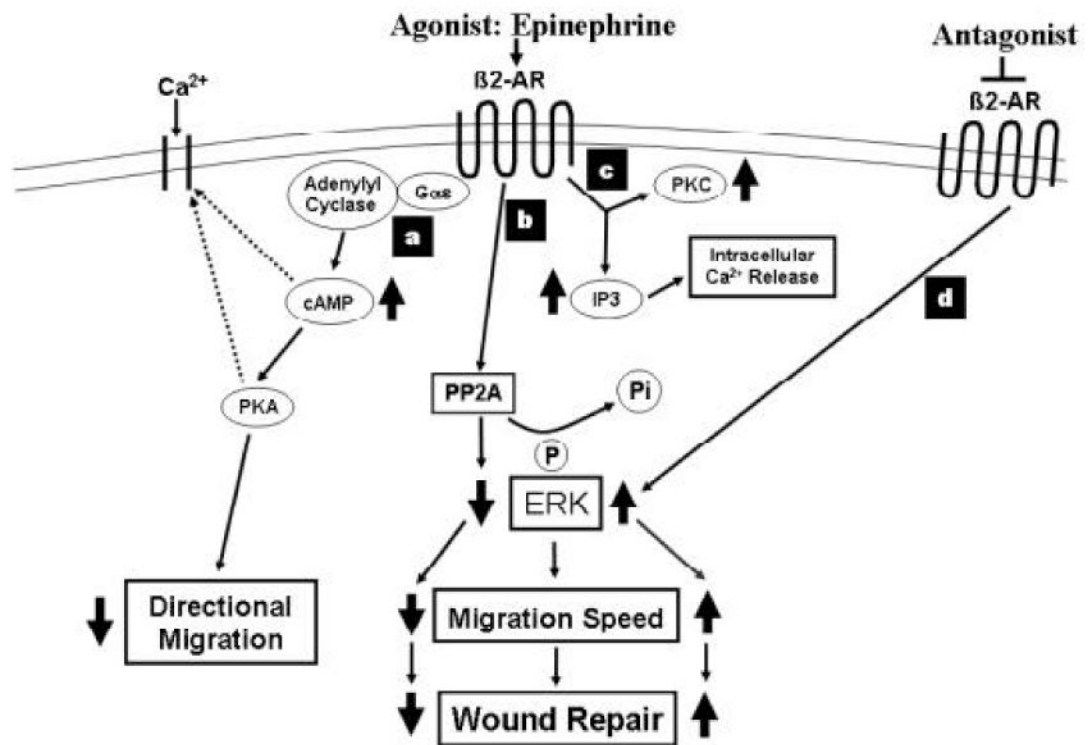 Agonist: Epinephrine
Antagonist
Ca²⁺
ß2-AR
ß2-AR
Adenylyl
Cyclase
Gαs
a
b
c
PKC
d
cAMP
IP3
Intracellular
Ca²⁺ Release
PKA
PP2A
Pi
P
ERK
Directional
Migration
Migration Speed
Wound Repair